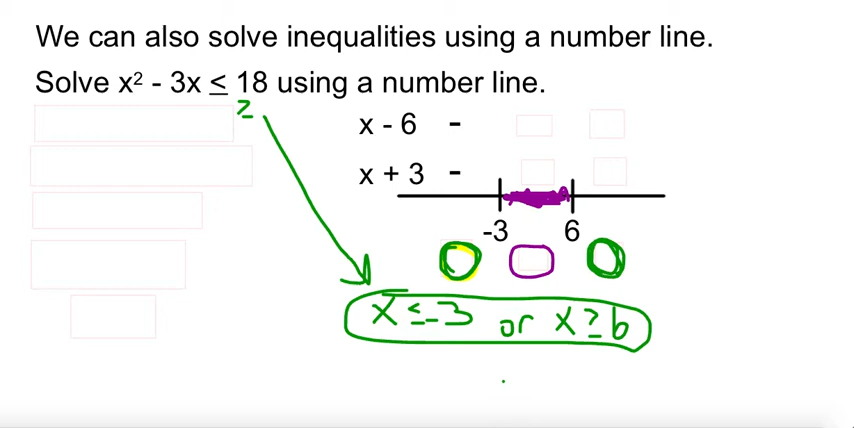 We can also solve inequalities using a number line.
Solve x² - 3x ≤ 18 using a number line.
≥
x - 6 -
x + 3 -
-3 6
x ≤ -3 or x ≥ 6